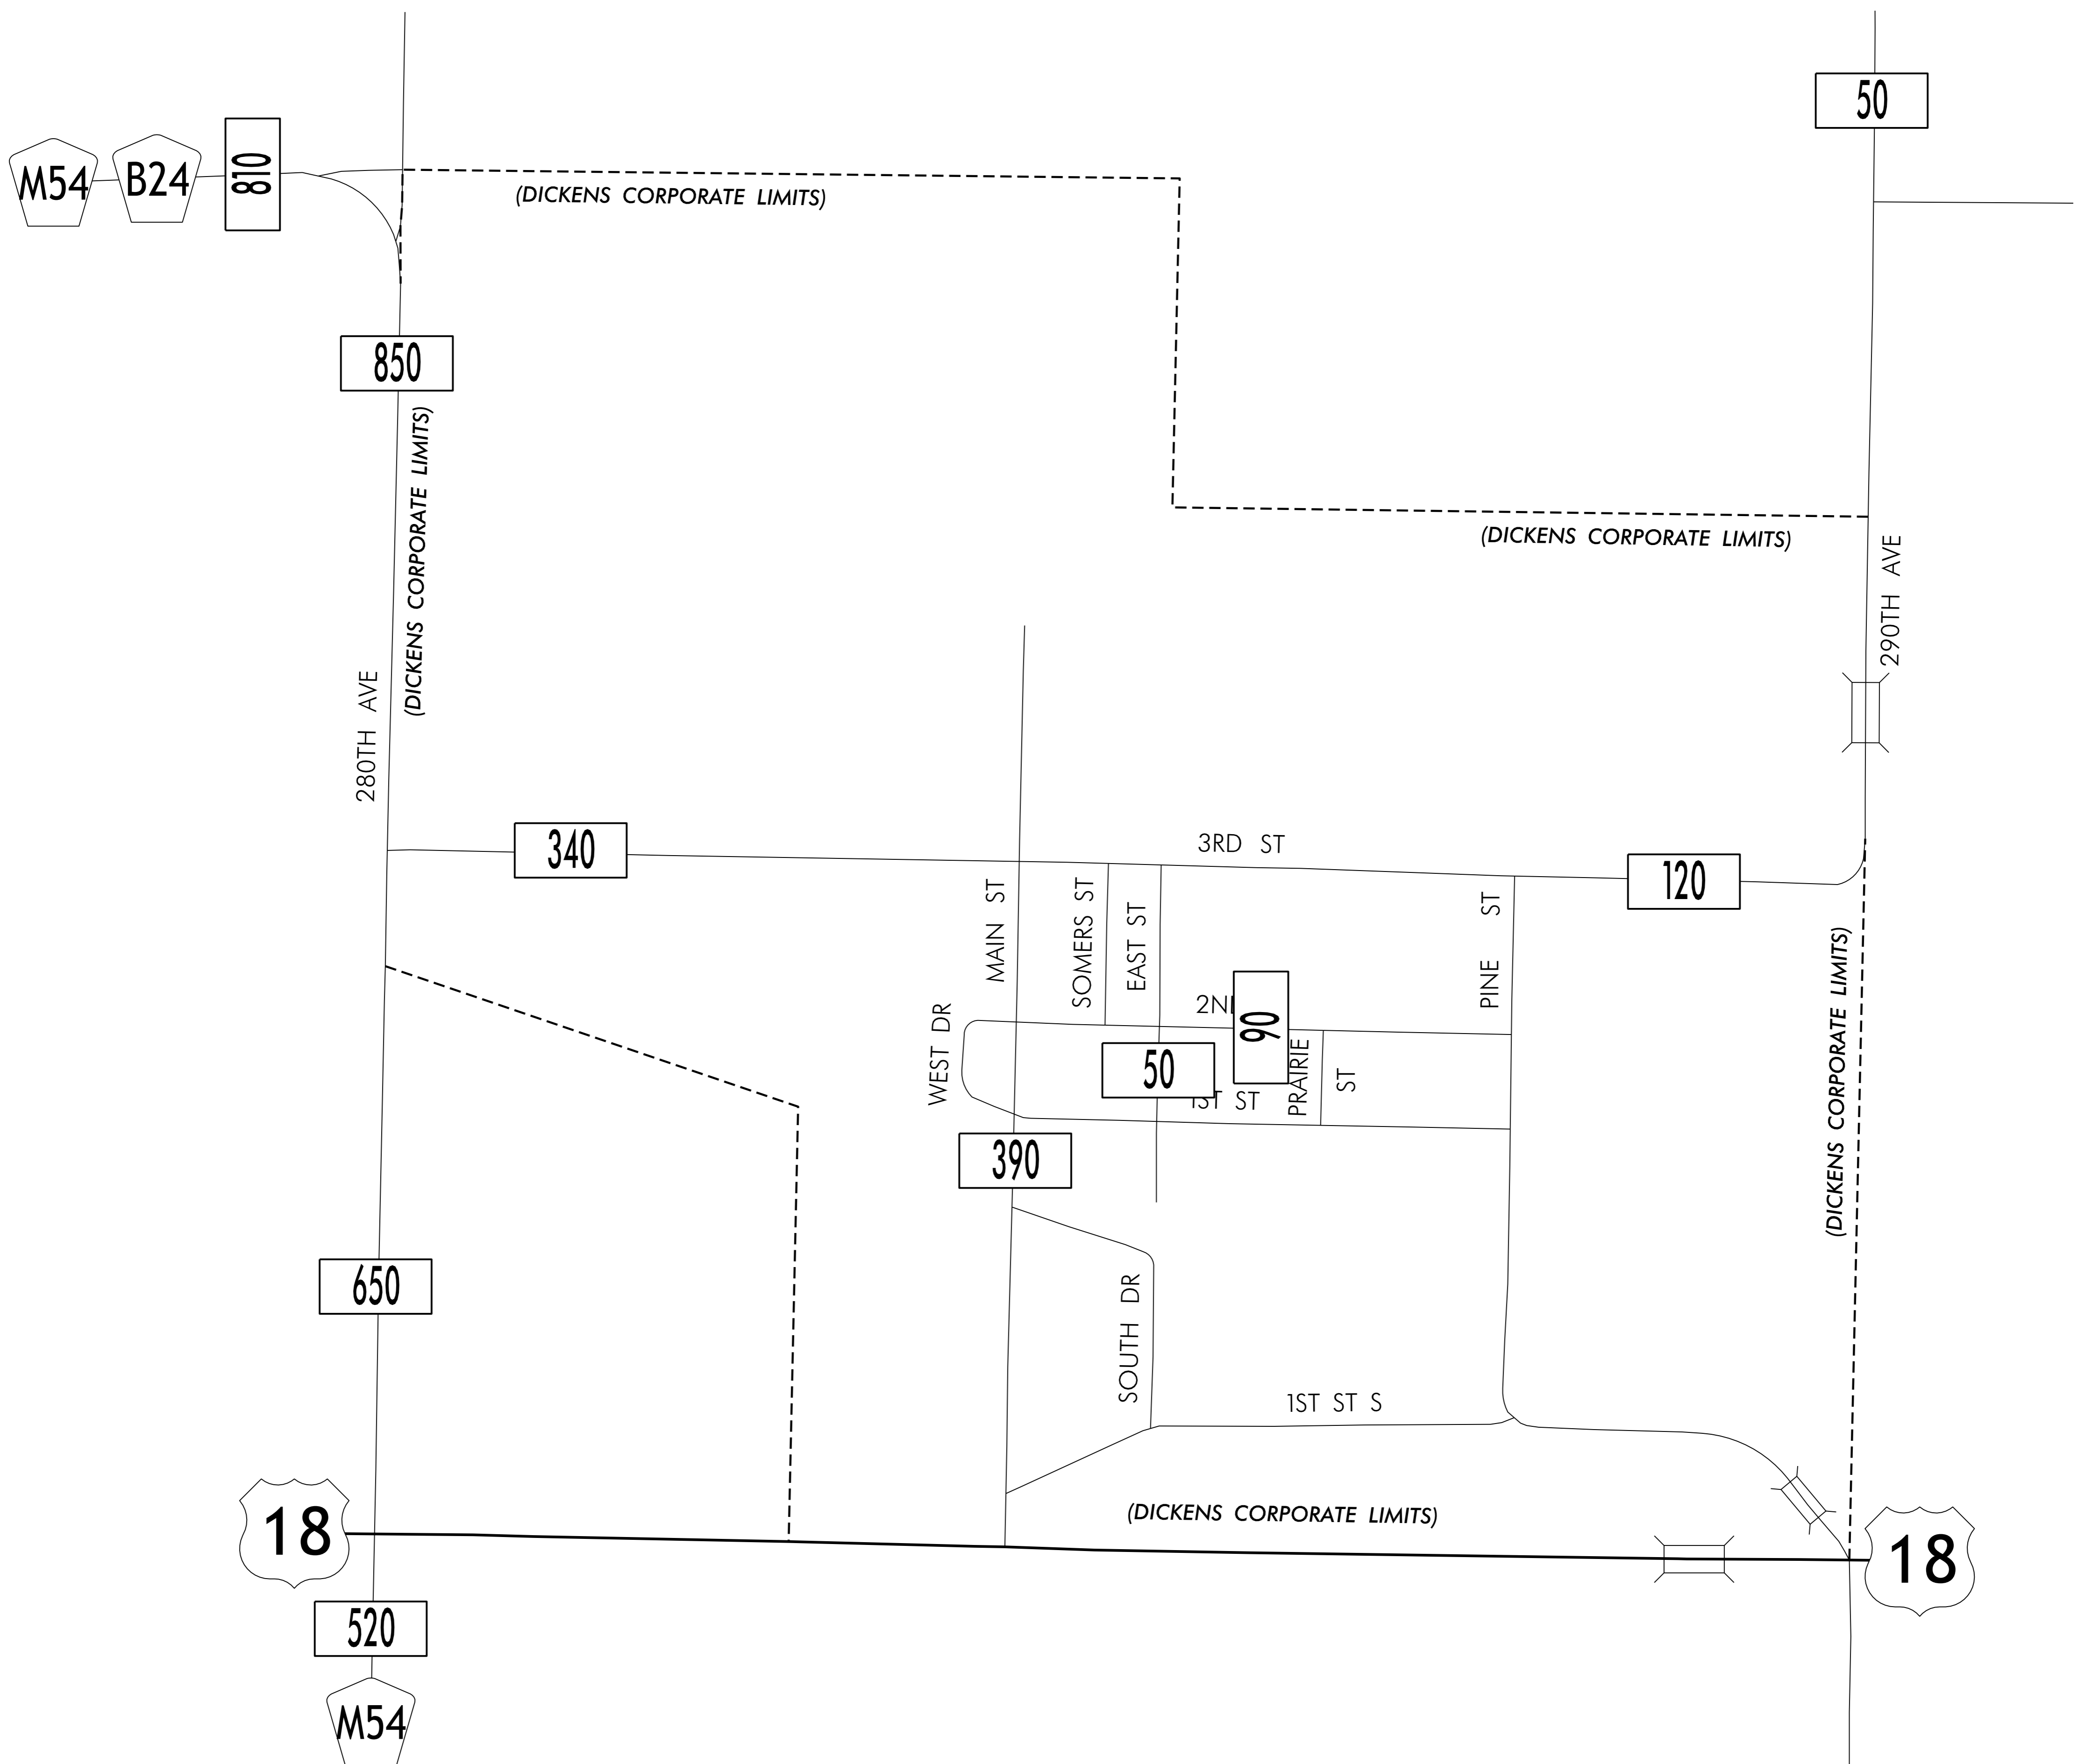 50
M54
B24
810
(DICKENS CORPORATE LIMITS)
850
(DICKENS CORPORATE LIMITS)
(DICKENS CORPORATE LIMITS)
290TH AVE
280TH AVE
340
3RD ST
120
MAIN ST
SOMERS ST
EAST ST
PINE ST
(DICKENS CORPORATE LIMITS)
90
WEST DR
50
PRAIRIE ST
1ST ST
390
650
SOUTH DR
1ST ST S
18
(DICKENS CORPORATE LIMITS)
18
520
M54